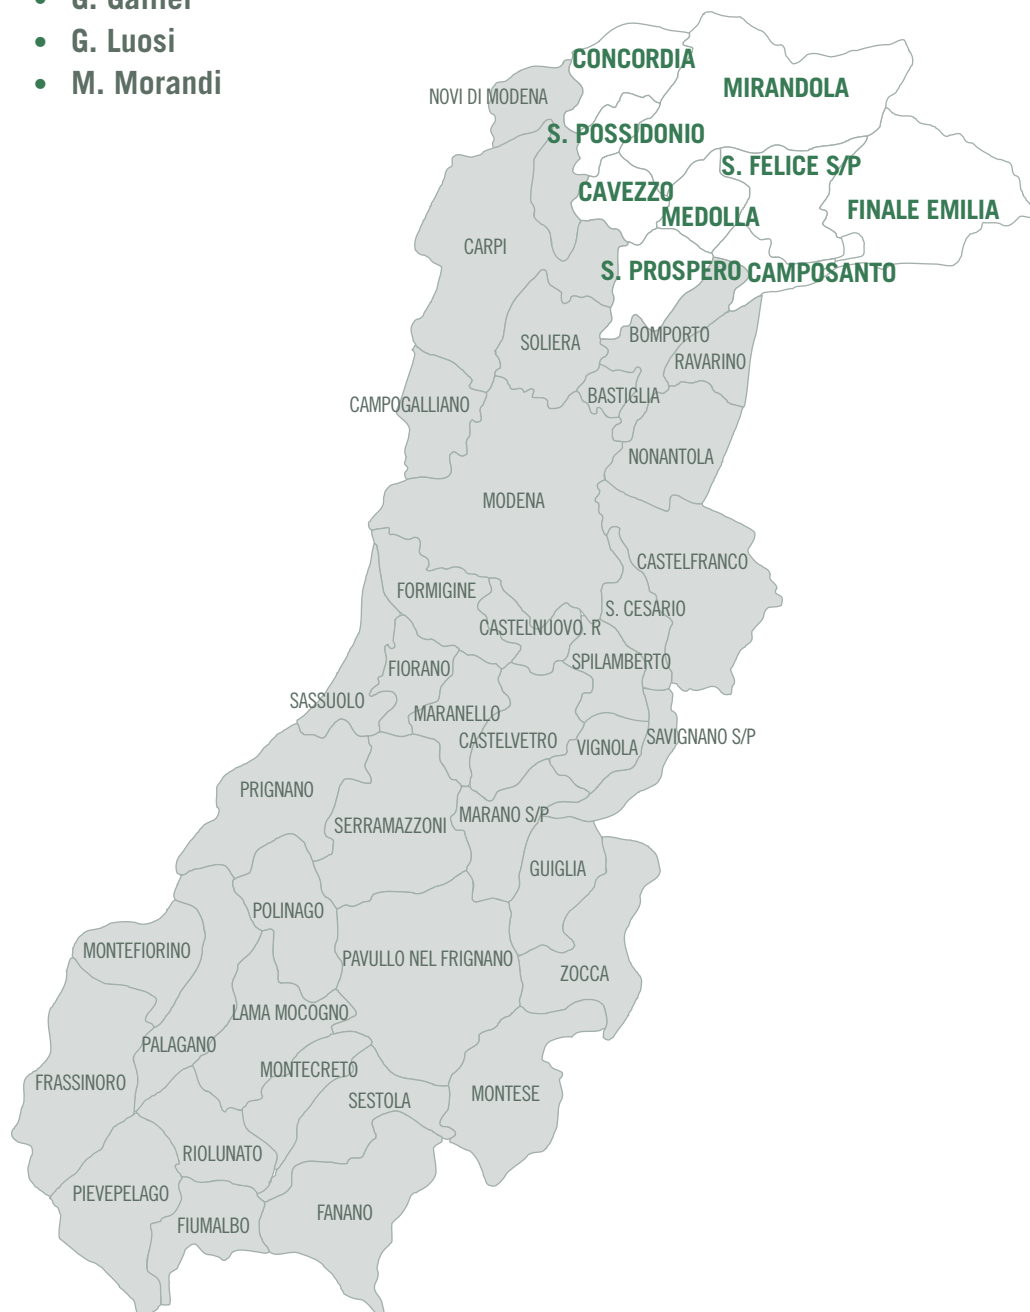 G. Galilei
• G. Luosi
• M. Morandi
CONCORDIA
MIRANDOLA
NOVI DI MODENA
S. POSSIDONIO
S. FELICE S/P
CAVEZZO
MEDOLLA
FINALE EMILIA
CARPI
S. PROSPERO
CAMPOSANTO
SOLIERA
BOMPORTO
RAVARINO
BASTIGLIA
CAMPOGALLIANO
NONANTOLA
MODENA
CASTELFRANCO
FORMIGINE
S. CESARIO
CASTELNUOVO. R
SPILAMBERTO
FIORANO
SASSUOLO
MARANELLO
SAVIGNANO S/P
CASTELVETRO
VIGNOLA
PRIGNANO
MARANO S/P
SERRAMAZZONI
GUIGLIA
POLINAGO
MONTEFIORINO
PAVULLO NEL FRIGNANO
ZOCCA
LAMA MOCOGNO
PALAGANO
MONTECRETO
FRASSINORO
MONTESE
SESTOLA
RIOLUNATO
PIEVEPELAGO
FANANO
FIUMALBO